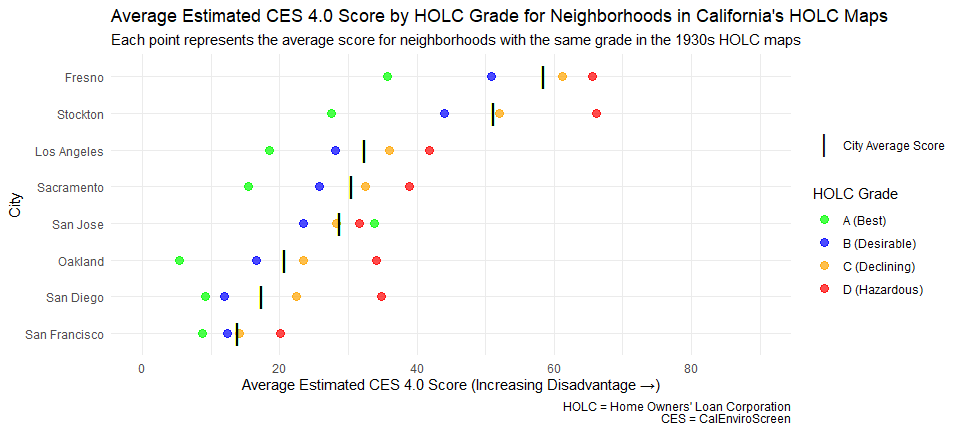 Average Estimated CES 4.0 Score by HOLC Grade for Neighborhoods in California's HOLC Maps
Each point represents the average score for neighborhoods with the same grade in the 1930s HOLC maps
City
Fresno
Stockton
Los Angeles
Sacramento
San Jose
Oakland
San Diego
San Francisco
0 20 40 60 80
Average Estimated CES 4.0 Score (Increasing Disadvantage →)
City Average Score
HOLC Grade
A (Best)
B (Desirable)
C (Declining)
D (Hazardous)
HOLC = Home Owners' Loan Corporation
CES = CalEnviroScreen